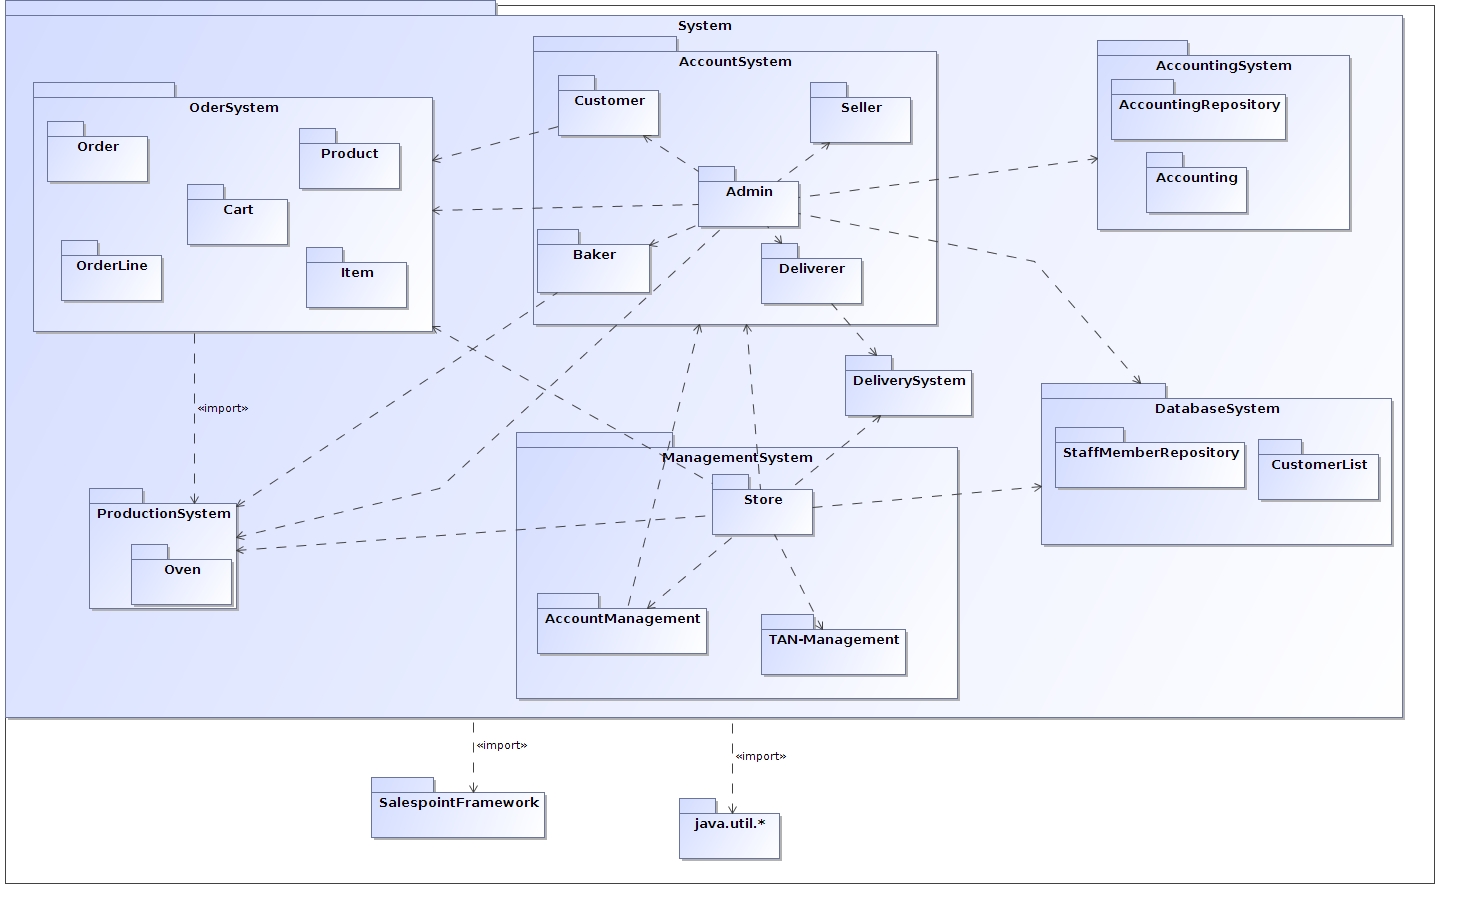 System
OderSystem
Order
Product
Cart
OrderLine
Item
AccountSystem
Customer
Seller
Admin
Baker
Deliverer
AccountingSystem
AccountingRepository
Accounting
«import»
DeliverySystem
DatabaseSystem
StaffMemberRepository
CustomerList
ProductionSystem
Oven
ManagementSystem
Store
AccountManagement
TAN-Management
«import»
«import»
SalespointFramework
java.util.*